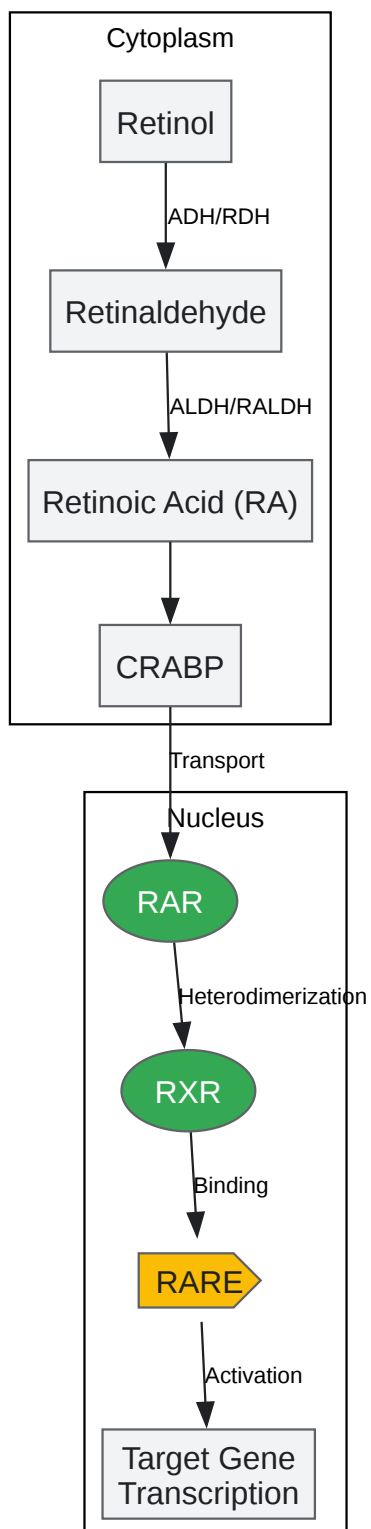 Cytoplasm
Retinol
ADH/RDH
Retinaldehyde
ALDH/RALDH
Retinoic Acid (RA)
CRABP
Transport
Nucleus
RAR
Heterodimerization
RXR
Binding
RARE
Activation
Target Gene
Transcription